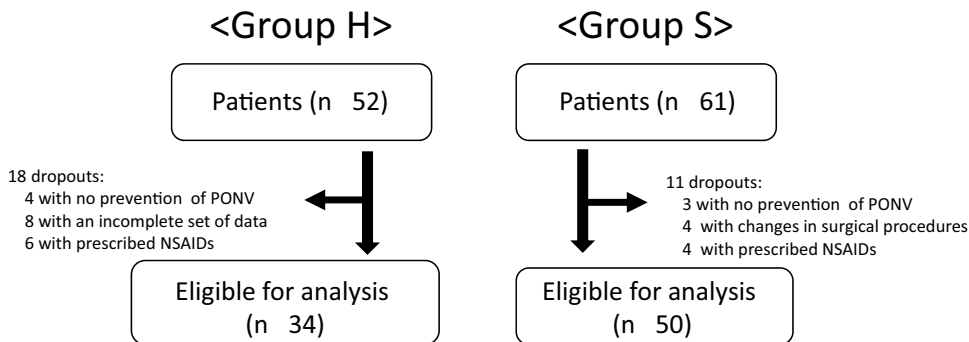 <Group H>
Patients (n 52)
18 dropouts:
4 with no prevention of PONV
8 with an incomplete set of data
6 with prescribed NSAIDs
Eligible for analysis
(n 34)
<Group S>
Patients (n 61)
11 dropouts:
3 with no prevention of PONV
4 with changes in surgical procedures
4 with prescribed NSAIDs
Eligible for analysis
(n 50)